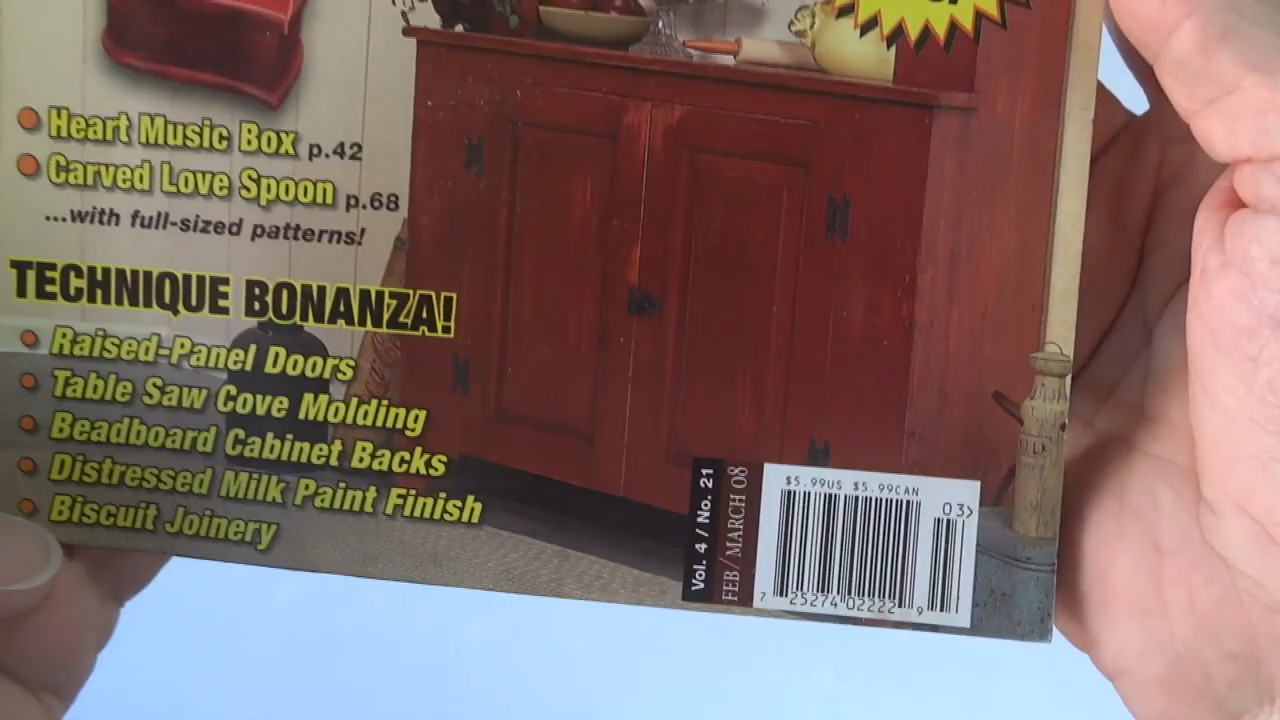 Heart Music Box p.42
Carved Love Spoon p.68
...with full-sized patterns!
TECHNIQUE BONANZA!
Raised-Panel Doors
Table Saw Cove Molding
Beadboard Cabinet Backs
Distressed Milk Paint Finish
Biscuit Joinery
Vol. 4 / No. 21
FEB/MARCH 08
$5.99US $5.99CAN
03>
7 25274 02222 9